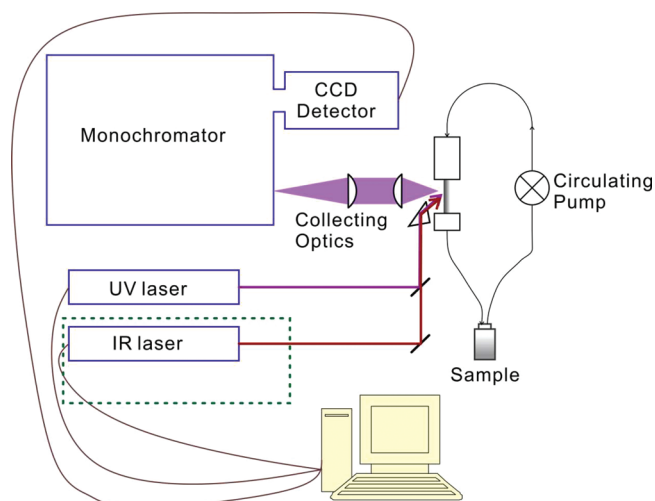 CCD
Detector
Monochromator
Circulating
Pump
Collecting
Optics
UV laser
IR laser
Sample